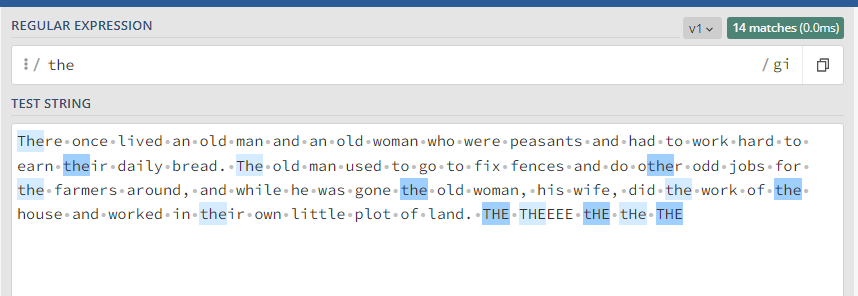 REGULAR EXPRESSION
v1 14 matches (0.0ms)
/ the / gi
TEST STRING
There once lived an old man and an old woman who were peasants and had to work hard to
earn their daily bread. The old man used to go to fix fences and do other odd jobs for
the farmers around, and while he was gone the old woman, his wife, did the work of the
house and worked in their own little plot of land. THE THEEEE tHE tHe THE